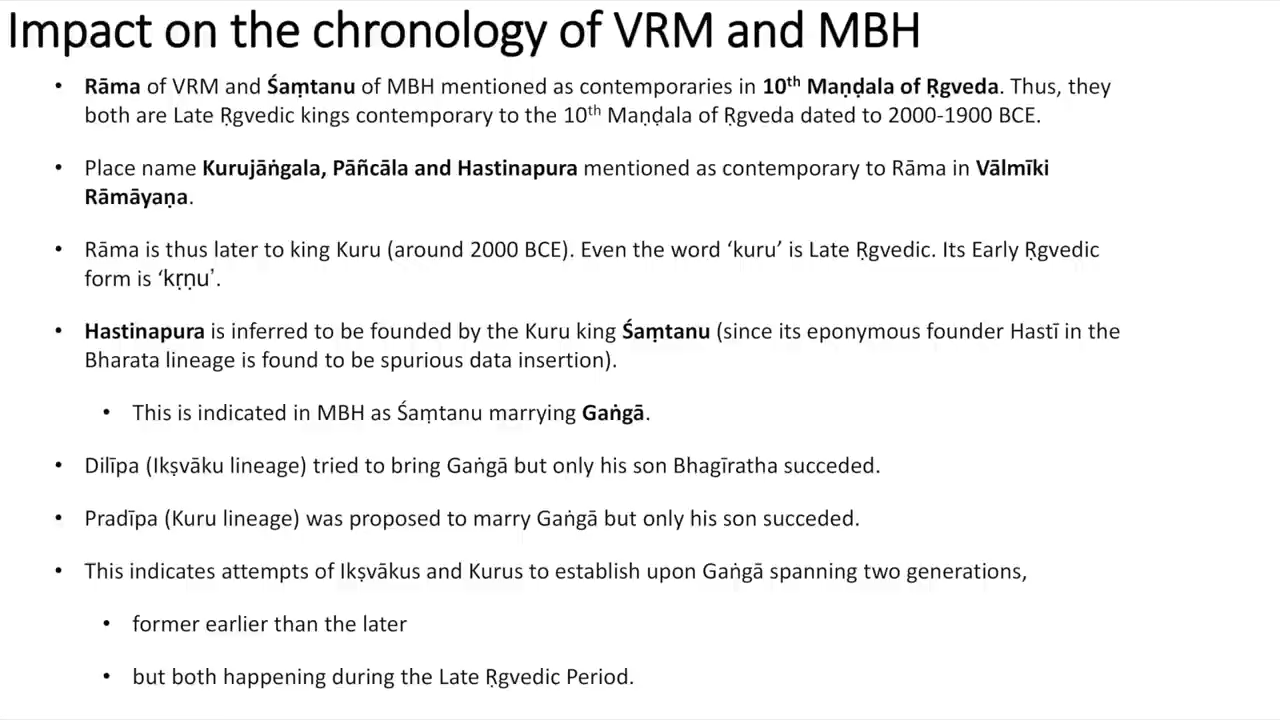 Impact on the chronology of VRM and MBH
• Rāma of VRM and Śaṃtanu of MBH mentioned as contemporaries in 10th Maṇḍala of Ṛgveda. Thus, they
both are Late Ṛgvedic kings contemporary to the 10th Maṇḍala of Ṛgveda dated to 2000-1900 BCE.
• Place name Kurujāṅgala, Pāñcāla and Hastinapura mentioned as contemporary to Rāma in Vālmīki
Rāmāyaṇa.
• Rāma is thus later to king Kuru (around 2000 BCE). Even the word ‘kuru’ is Late Ṛgvedic. Its Early Ṛgvedic
form is ‘kṛṇu’.
• Hastinapura is inferred to be founded by the Kuru king Śaṃtanu (since its eponymous founder Hastī in the
Bharata lineage is found to be spurious data insertion).
• This is indicated in MBH as Śaṃtanu marrying Gaṅgā.
• Dilīpa (Ikṣvāku lineage) tried to bring Gaṅgā but only his son Bhagīratha succeded.
• Pradīpa (Kuru lineage) was proposed to marry Gaṅgā but only his son succeded.
• This indicates attempts of Ikṣvākus and Kurus to establish upon Gaṅgā spanning two generations,
• former earlier than the later
• but both happening during the Late Ṛgvedic Period.